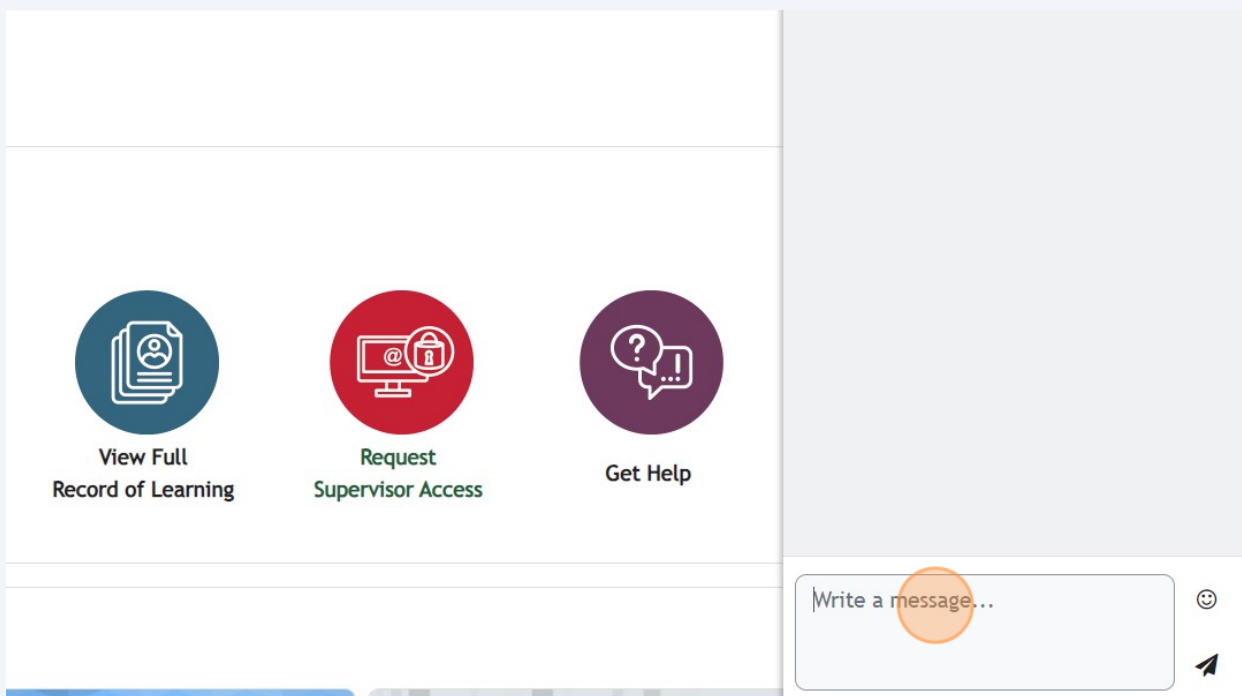 View Full
Record of Learning
@
Request
Supervisor Access
?
!
...
Get Help
Write a message...